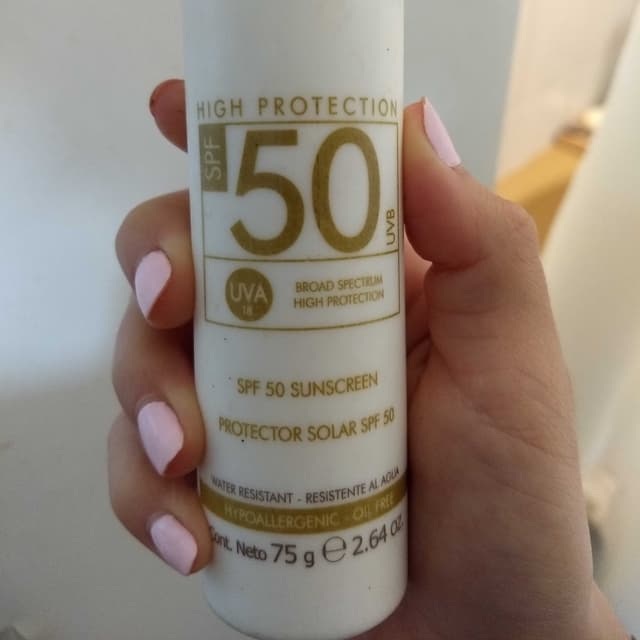 HIGH PROTECTION
SPF 50 UVB
UVA 18
BROAD SPECTRUM
HIGH PROTECTION
SPF 50 SUNSCREEN
PROTECTOR SOLAR SPF 50
WATER RESISTANT - RESISTENTE AL AGUA
HYPOALLERGENIC - OIL FREE
Cont. Neto 75 g ℮ 2.64 oz.